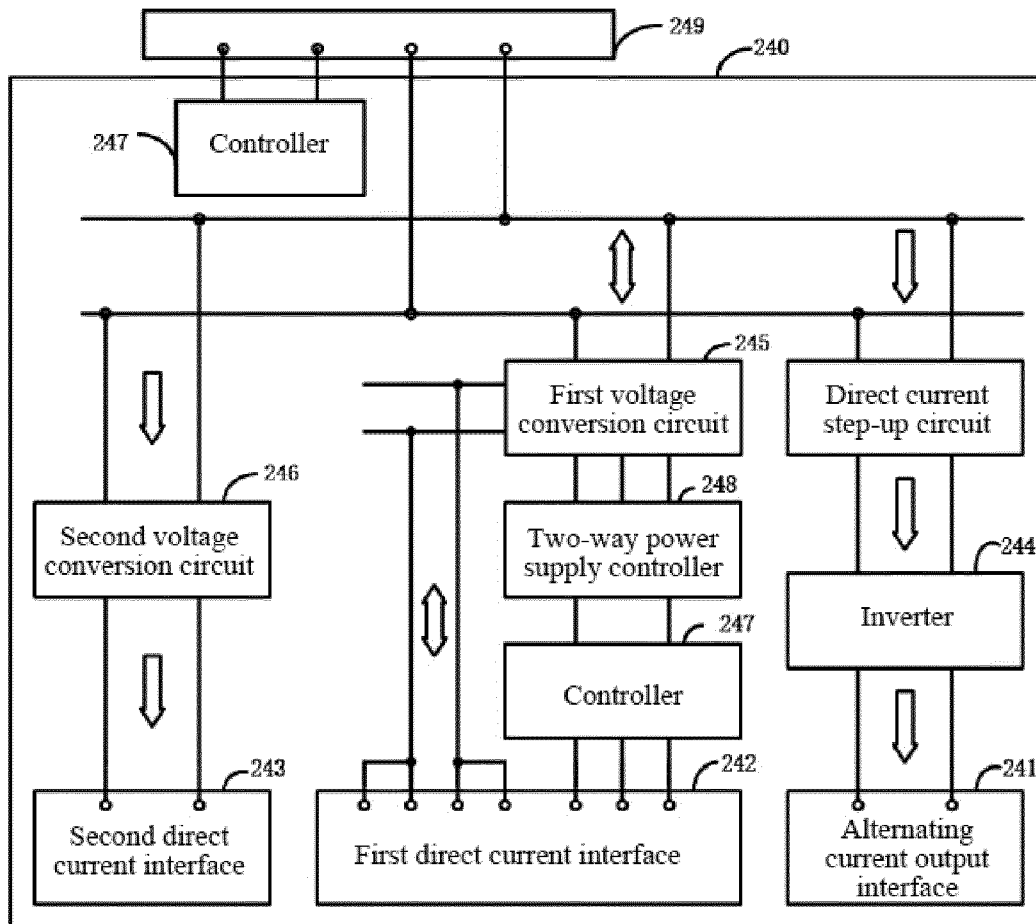 249
240
247
Controller
245
First voltage
conversion circuit
Direct current
step-up circuit
246
Second voltage
conversion circuit
248
Two-way power
supply controller
244
Inverter
247
Controller
243
Second direct
current interface
242
First direct current interface
241
Alternating
current output
interface